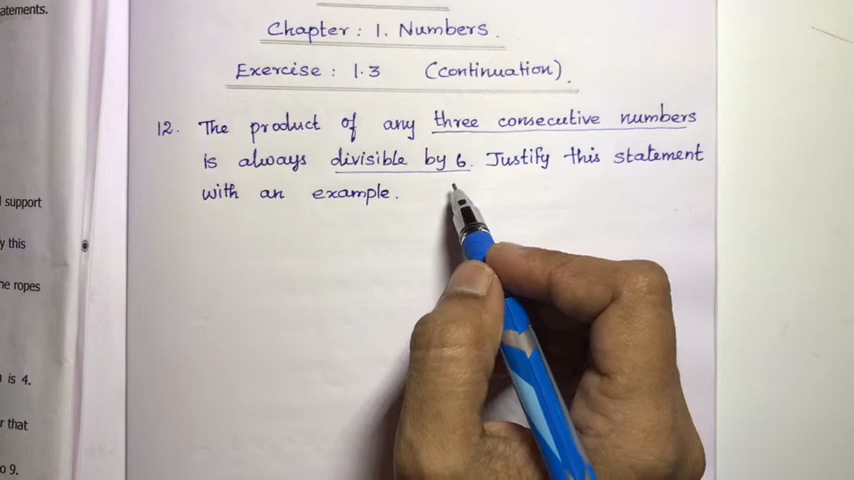 atements.
Chapter : 1. Numbers.
Exercise : 1.3 (continuation).
12. The product of any three consecutive numbers
is always divisible by 6. Justify this statement
with an example.
support
y this
he ropes
is 4.
r that
o 9.